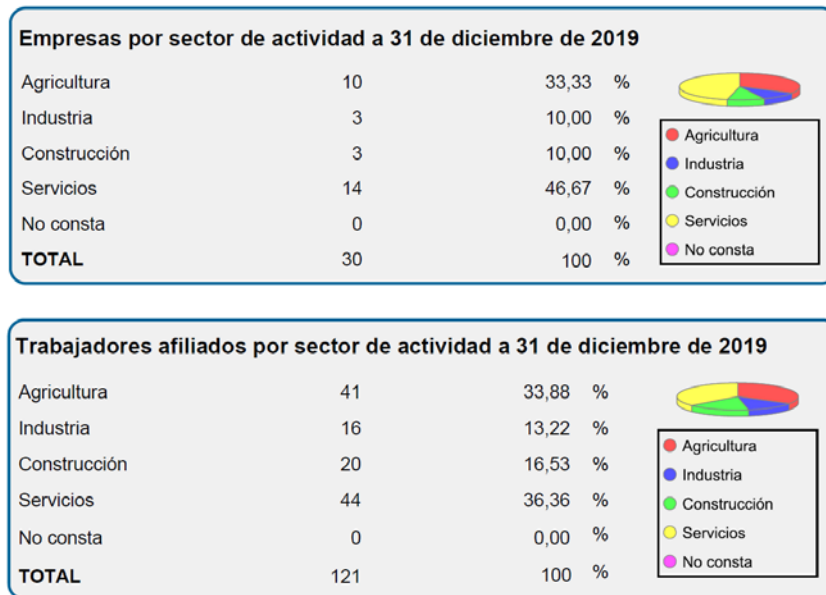 Empresas por sector de actividad a 31 de diciembre de 2019
Agricultura 10 33,33 %
Industria 3 10,00 %
Construcción 3 10,00 %
Servicios 14 46,67 %
No consta 0 0,00 %
TOTAL 30 100 %
Agricultura
Industria
Construcción
Servicios
No consta
Trabajadores afiliados por sector de actividad a 31 de diciembre de 2019
Agricultura 41 33,88 %
Industria 16 13,22 %
Construcción 20 16,53 %
Servicios 44 36,36 %
No consta 0 0,00 %
TOTAL 121 100 %
Agricultura
Industria
Construcción
Servicios
No consta